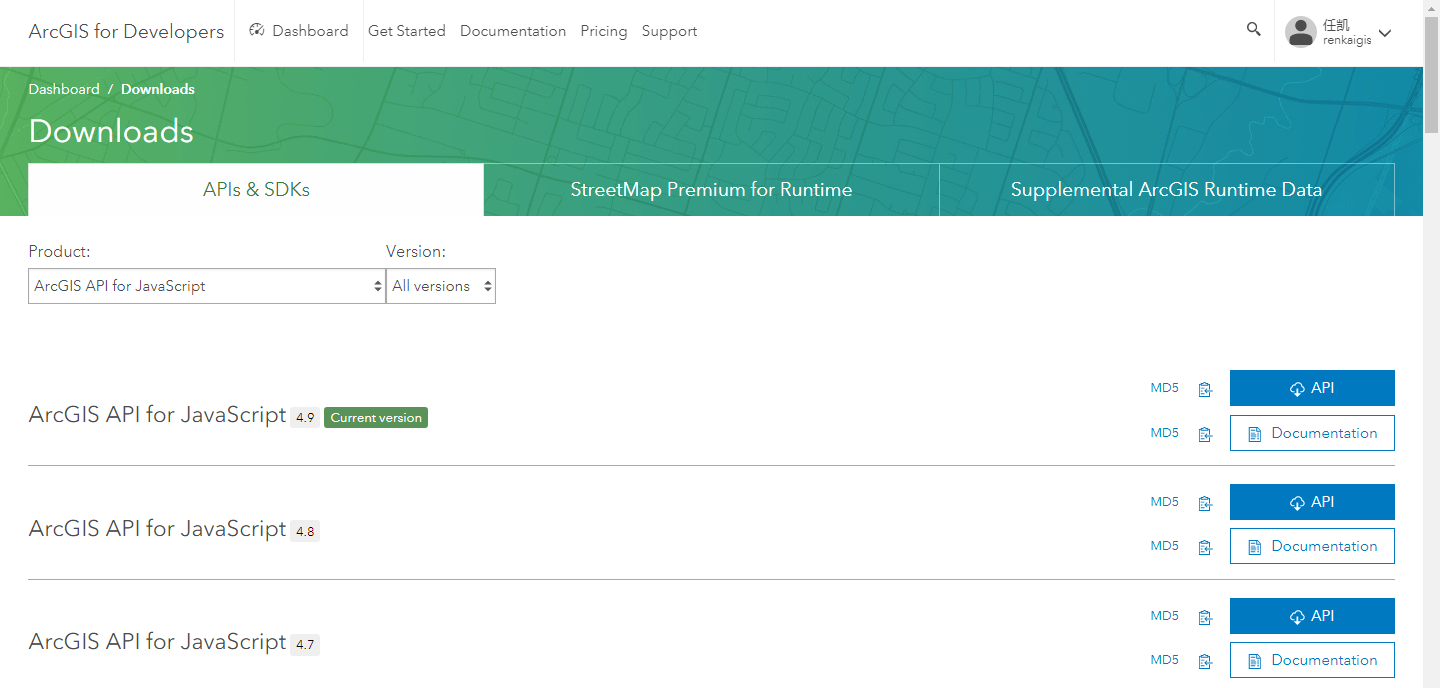 ArcGIS for Developers Dashboard Get Started Documentation Pricing Support 任凯
renkaigis
Dashboard / Downloads
Downloads
APIs & SDKs StreetMap Premium for Runtime Supplemental ArcGIS Runtime Data
Product: Version:
ArcGIS API for JavaScript All versions
MD5 API
ArcGIS API for JavaScript 4.9 Current version
MD5 Documentation
MD5 API
ArcGIS API for JavaScript 4.8
MD5 Documentation
MD5 API
ArcGIS API for JavaScript 4.7
MD5 Documentation